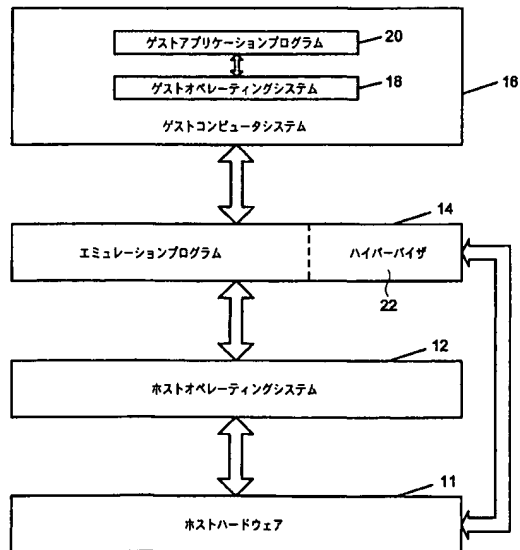 ゲストアプリケーションプログラム
20
ゲストオペレーティングシステム
18
16
ゲストコンピュータシステム
14
エミュレーションプログラム
ハイパーバイザ
22
12
ホストオペレーティングシステム
11
ホストハードウェア